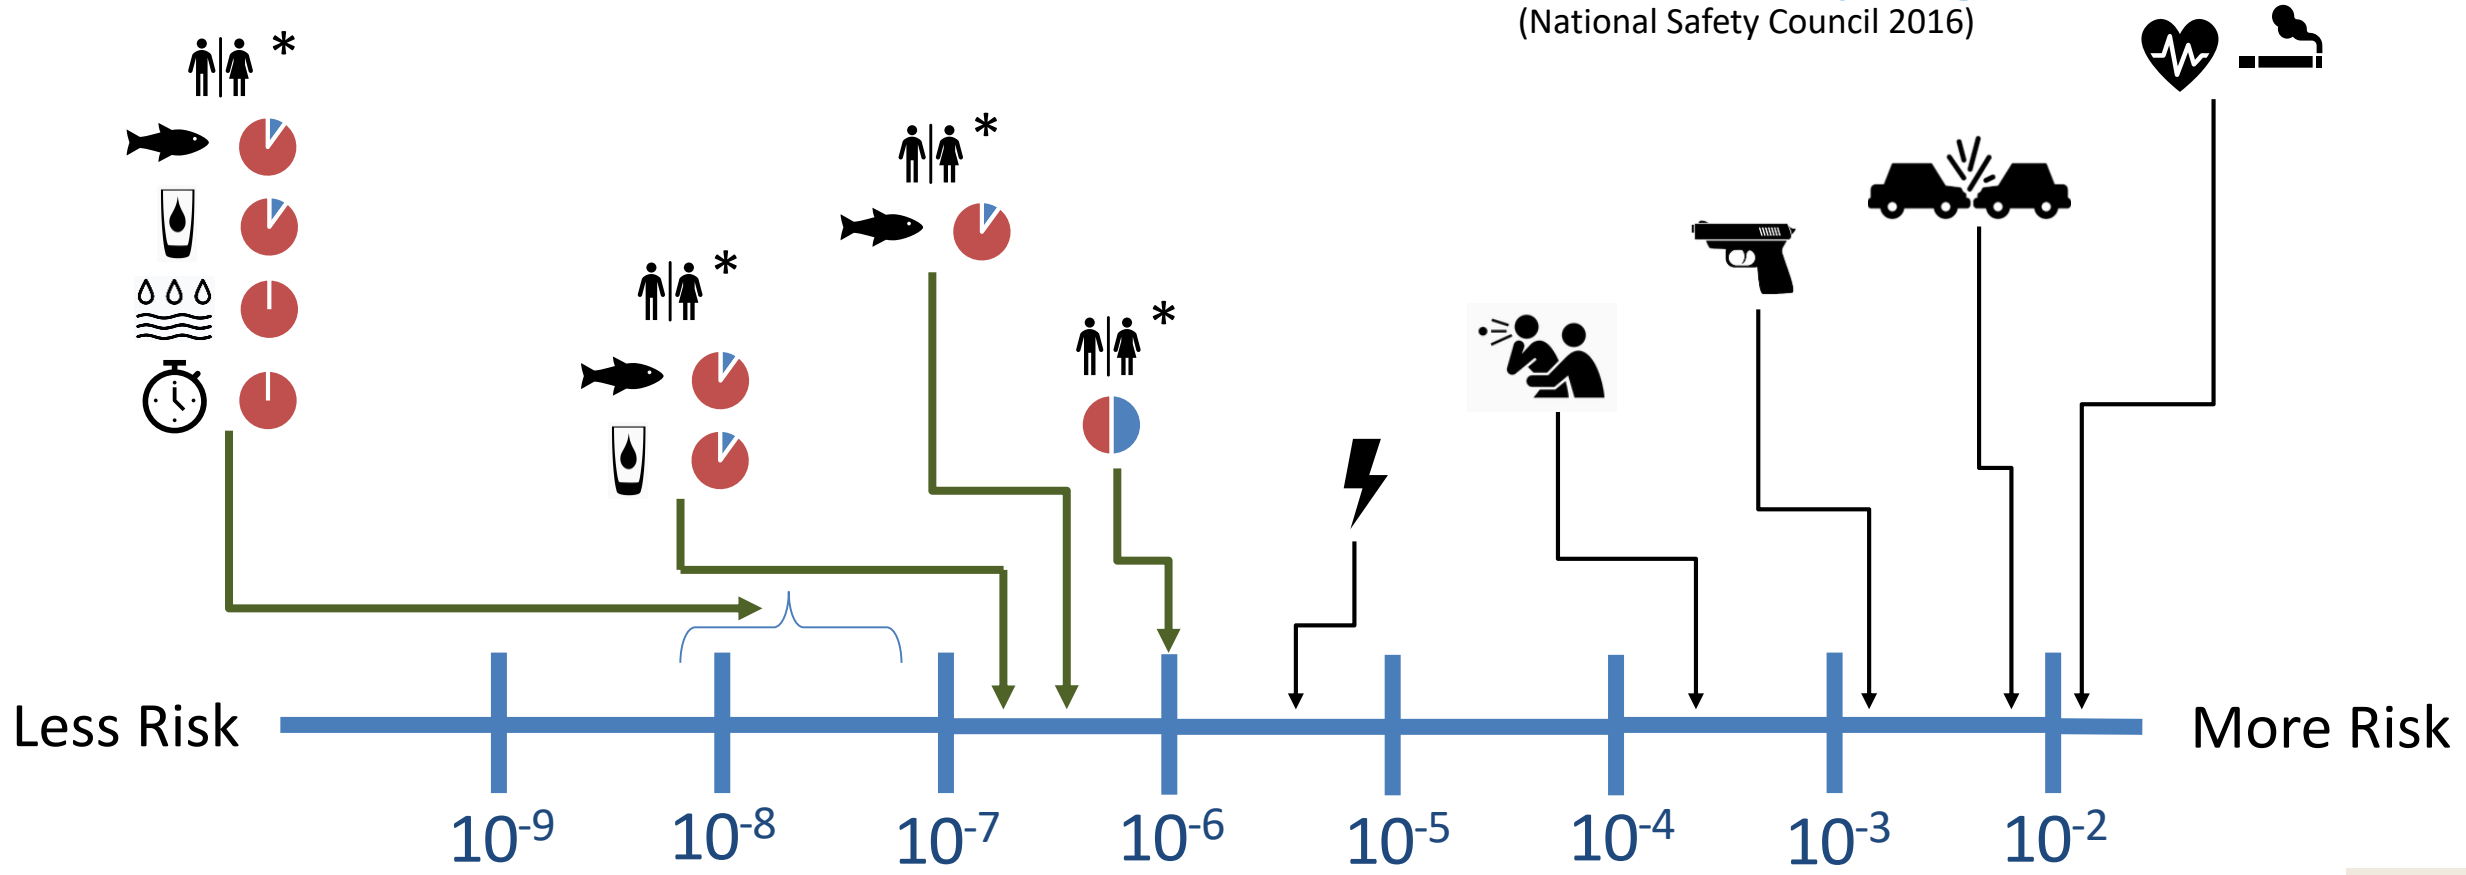 (National Safety Council 2016)
*
*
*
*
Less Risk
More Risk
10⁻⁹ 10⁻⁸ 10⁻⁷ 10⁻⁶ 10⁻⁵ 10⁻⁴ 10⁻³ 10⁻²